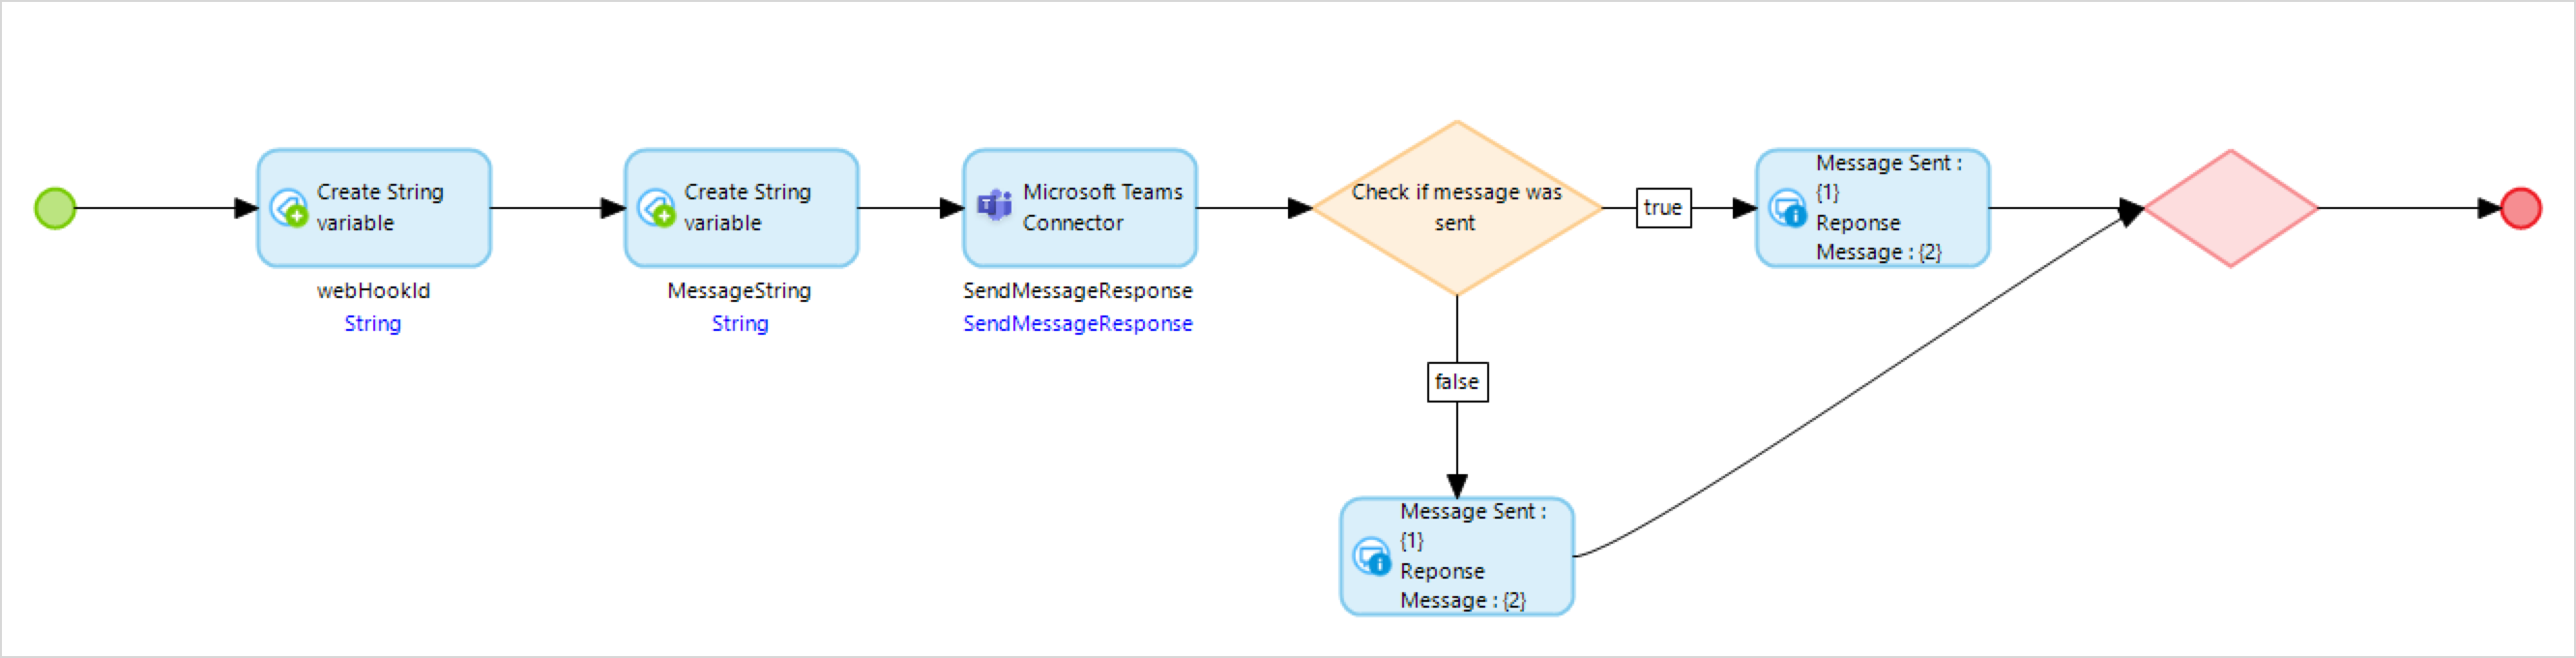 Create String
variable
webHookId
String
Create String
variable
MessageString
String
Microsoft Teams
Connector
SendMessageResponse
SendMessageResponse
Check if message was
sent
true
Message Sent :
{1}
Reponse
Message : {2}
false
Message Sent :
{1}
Reponse
Message : {2}